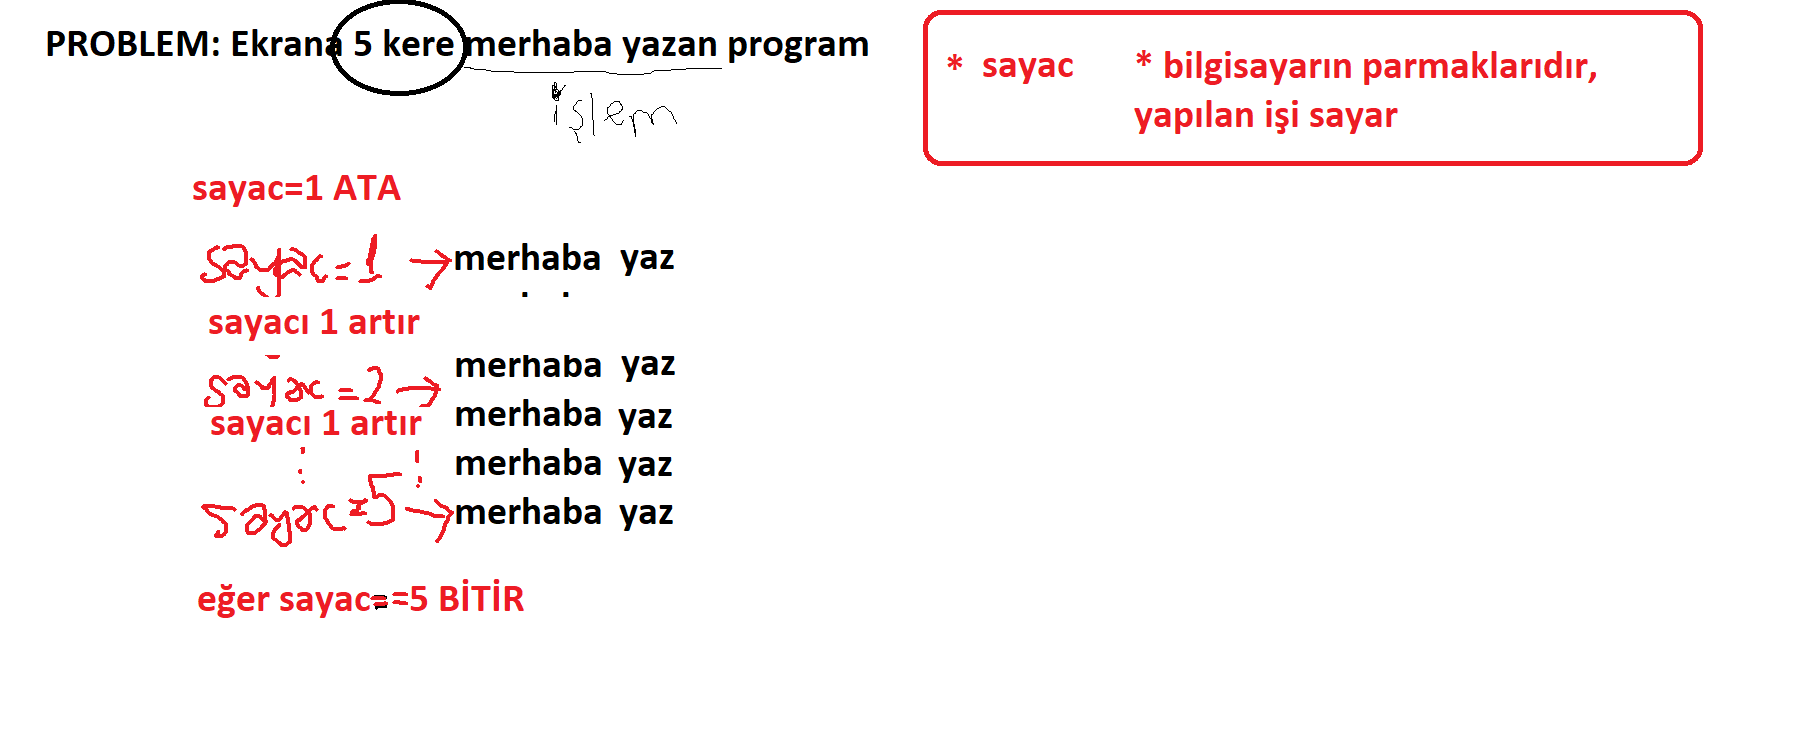 PROBLEM: Ekrana 5 kere merhaba yazan program
işlem
* sayac * bilgisayarın parmaklarıdır,
yapılan işi sayar
sayac=1 ATA
sayac=1 → merhaba yaz
sayacı 1 artır
sayac=2 → merhaba yaz
sayacı 1 artır merhaba yaz
merhaba yaz
sayac=5 → merhaba yaz
eğer sayac==5 BİTİR